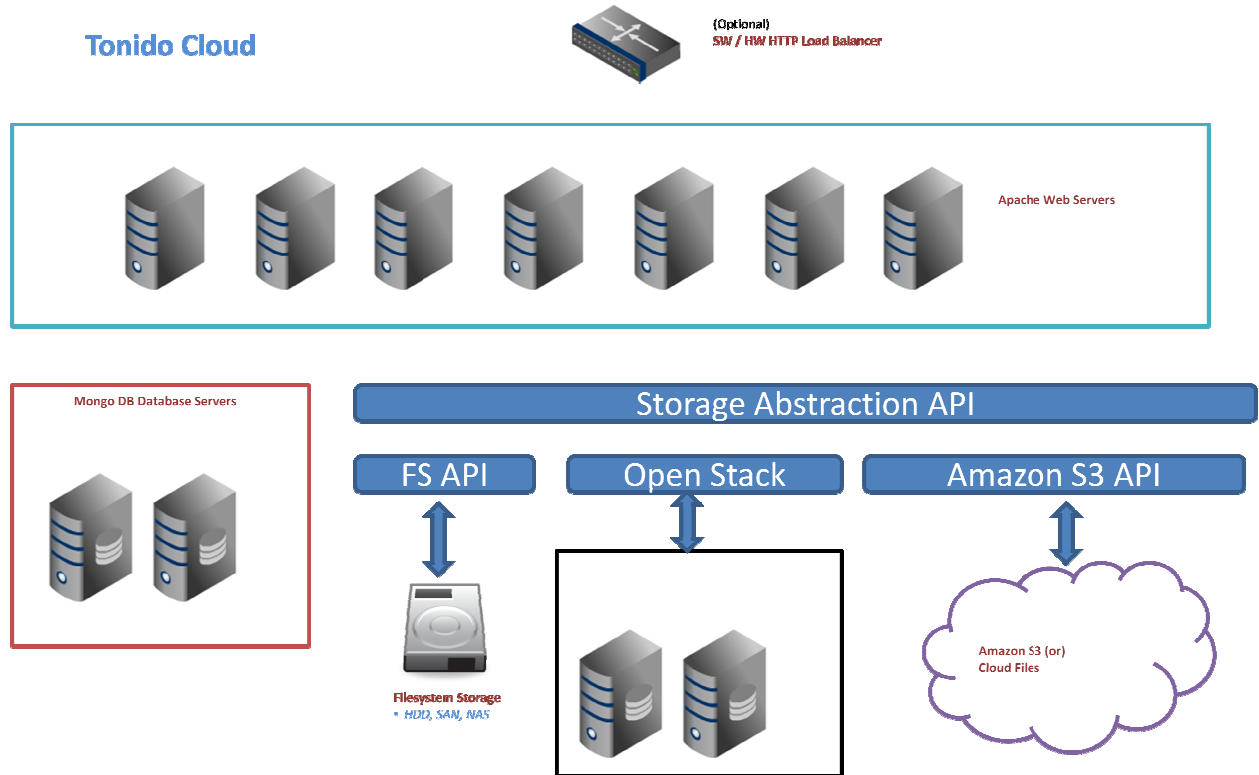 Tonido Cloud
(Optional)
SW / HW HTTP Load Balancer
Apache Web Servers
Mongo DB Database Servers
Storage Abstraction API
FS API
Open Stack
Amazon S3 API
Filesystem Storage
• HDD, SAN, NAS
Amazon S3 (or)
Cloud Files